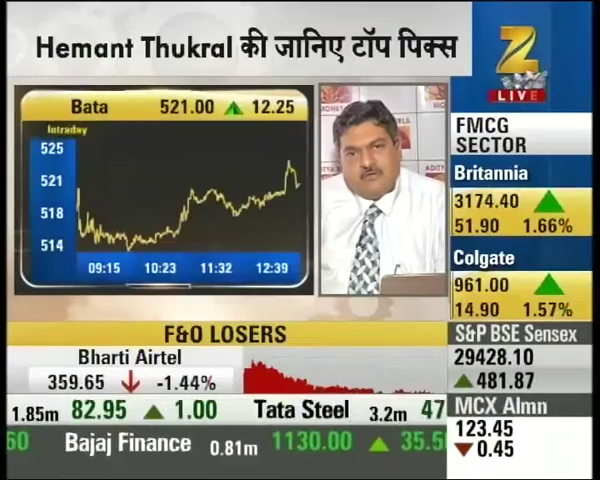 Hemant Thukral की जानिए टॉप पिक्स
Z
LIVE
Bata 521.00 12.25
Intraday
525
521
518
514
09:15 10:23 11:32 12:39
FMCG
SECTOR
Britannia
3174.40
51.90 1.66%
Colgate
961.00
14.90 1.57%
F&O LOSERS
Bharti Airtel
359.65 -1.44%
S&P BSE Sensex
29428.10
481.87
1.85m 82.95 1.00 Tata Steel 3.2m 47
MCX Almn
123.45
0.45
60 Bajaj Finance 0.81m 1130.00 35.5